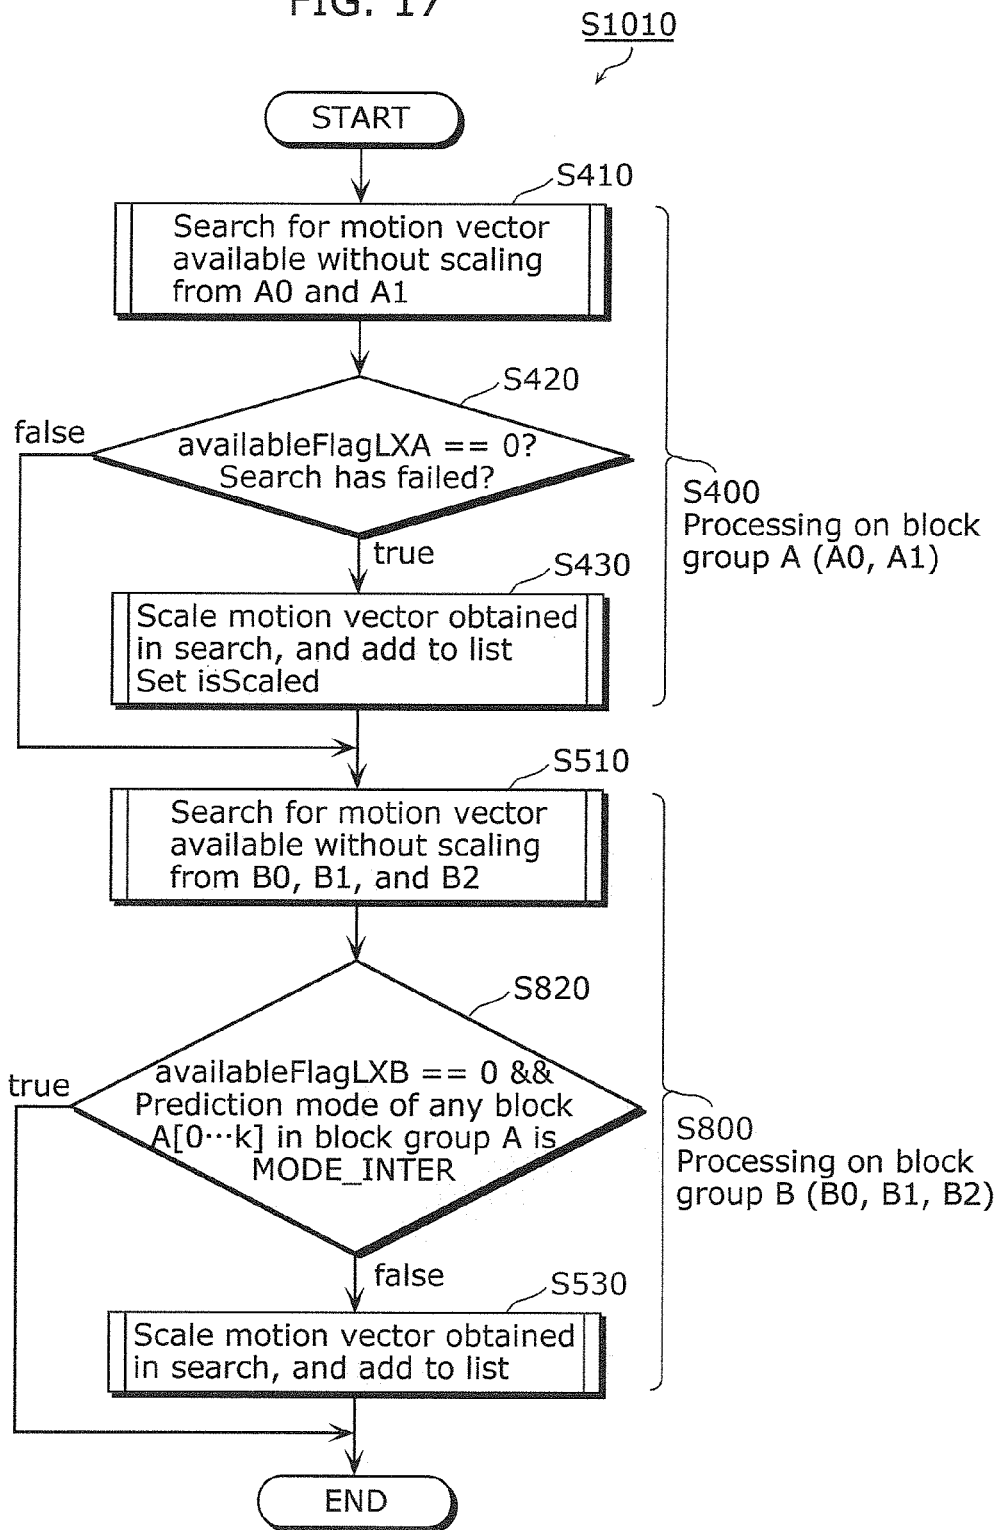 FIG. 17
S1010
START
S410
Search for motion vector
available without scaling
from A0 and A1
S420
false
availableFlagLXA == 0?
Search has failed?
S400
Processing on block
group A (A0, A1)
true
S430
Scale motion vector obtained
in search, and add to list
Set isScaled
S510
Search for motion vector
available without scaling
from B0, B1, and B2
S820
true
availableFlagLXB == 0 &&
Prediction mode of any block
A[0···k] in block group A is
MODE_INTER
S800
Processing on block
group B (B0, B1, B2)
false
S530
Scale motion vector obtained
in search, and add to list
END